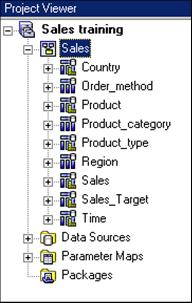 Project Viewer
Sales training
Sales
Country
Order_method
Product
Product_category
Product_type
Region
Sales
Sales_Target
Time
Data Sources
Parameter Maps
Packages